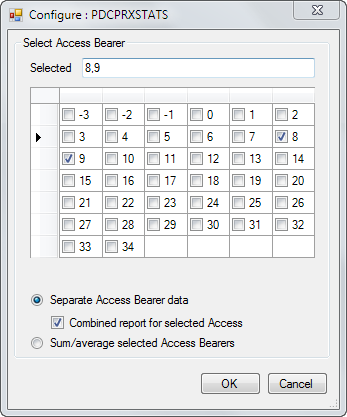 Configure : PDCPRXSTATS
Select Access Bearer
Selected 8,9
-3 -2 -1 0 1 2
3 4 5 6 7 8
9 10 11 12 13 14
15 16 17 18 19 20
21 22 23 24 25 26
27 28 29 30 31 32
33 34
Separate Access Bearer data
Combined report for selected Access
Sum/average selected Access Bearers
OK Cancel